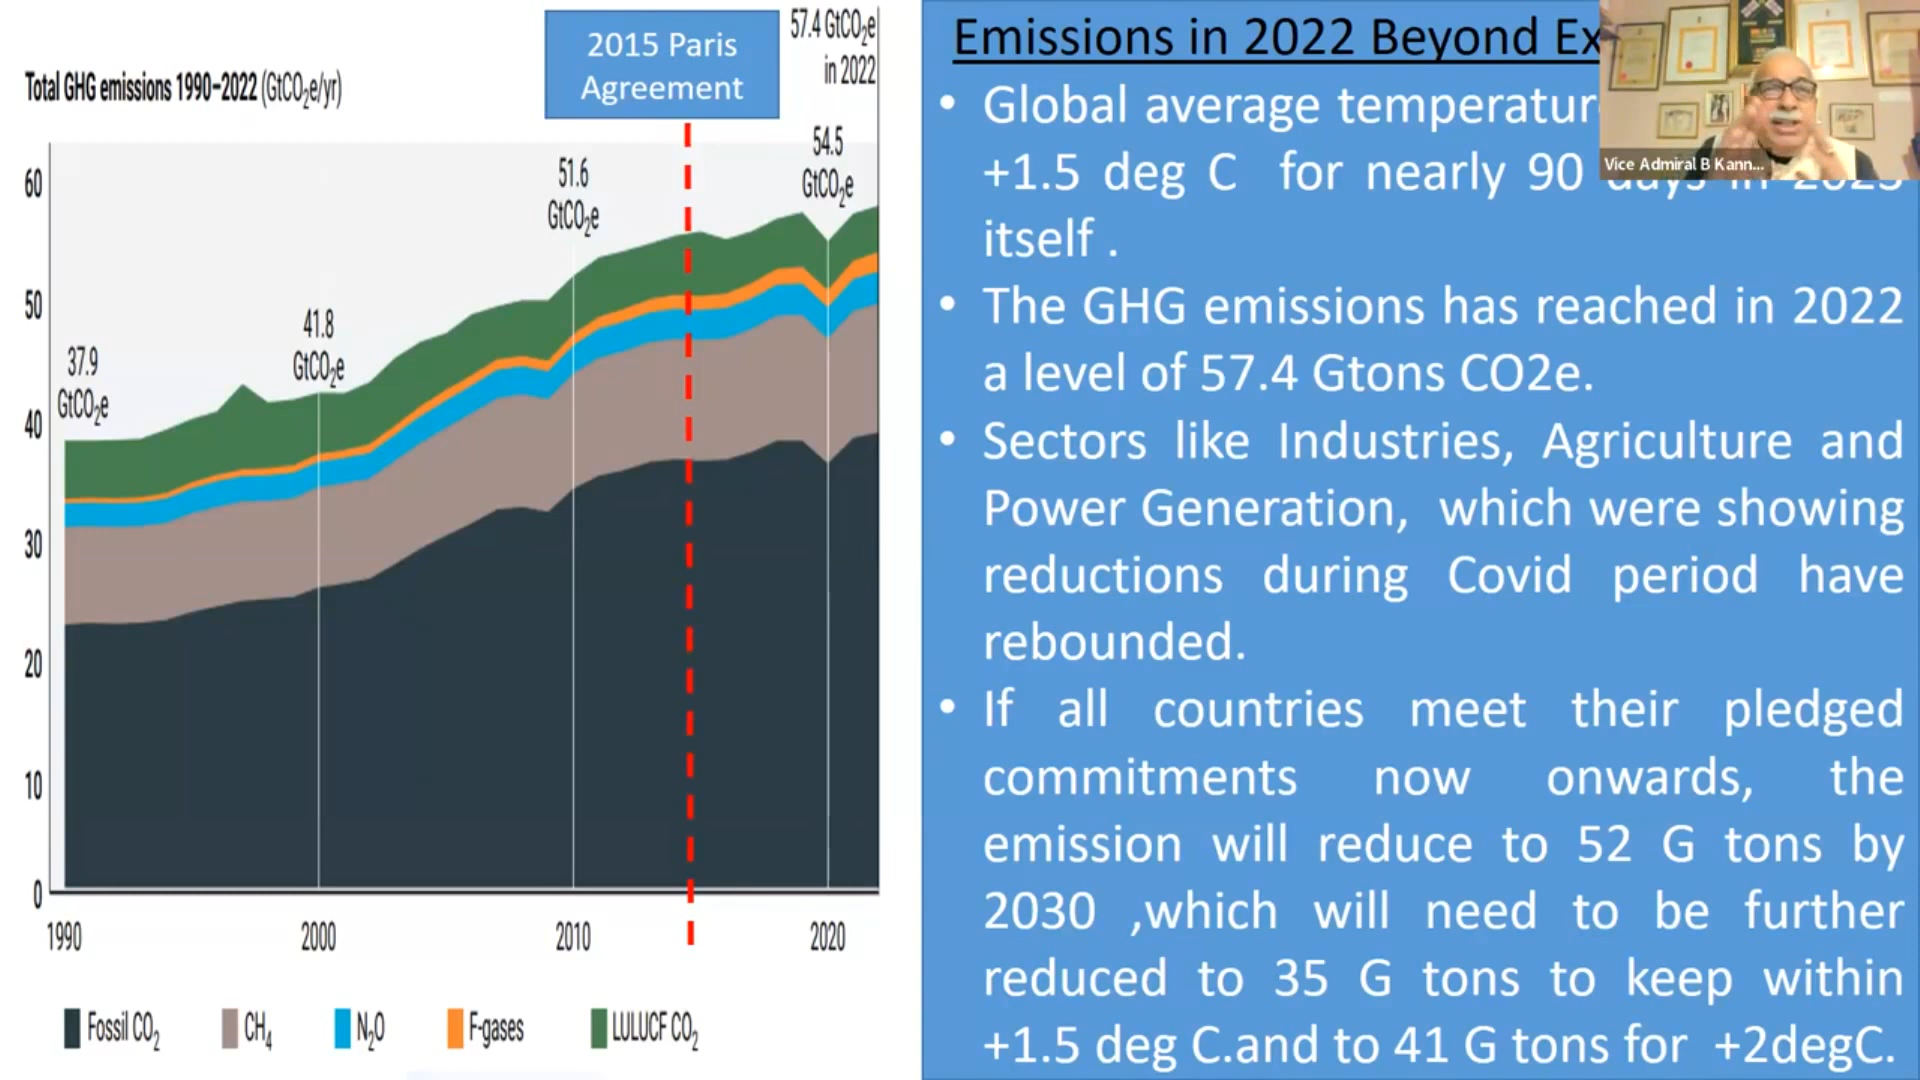 2015 Paris
Agreement
57.4 GtCO₂e
in 2022
Total GHG emissions 1990–2022 (GtCO₂e/yr)
54.5
GtCO₂e
51.6
GtCO₂e
41.8
GtCO₂e
37.9
GtCO₂e
60
50
40
30
20
10
0
1990
2000
2010
2020
Fossil CO₂
CH₄
N₂O
F-gases
LULUCF CO₂
Emissions in 2022 Beyond
• Global average
+1.5 deg C for nearly 90 days in 2023
itself .
• The GHG emissions has reached in 2022
a level of 57.4 Gtons CO2e.
• Sectors like Industries, Agriculture and
Power Generation, which were showing
reductions during Covid period have
rebounded.
• If all countries meet their pledged
commitments now onwards, the
emission will reduce to 52 G tons by
2030 ,which will need to be further
reduced to 35 G tons to keep within
+1.5 deg C.and to 41 G tons for +2degC.
Vice Admiral B Kann...